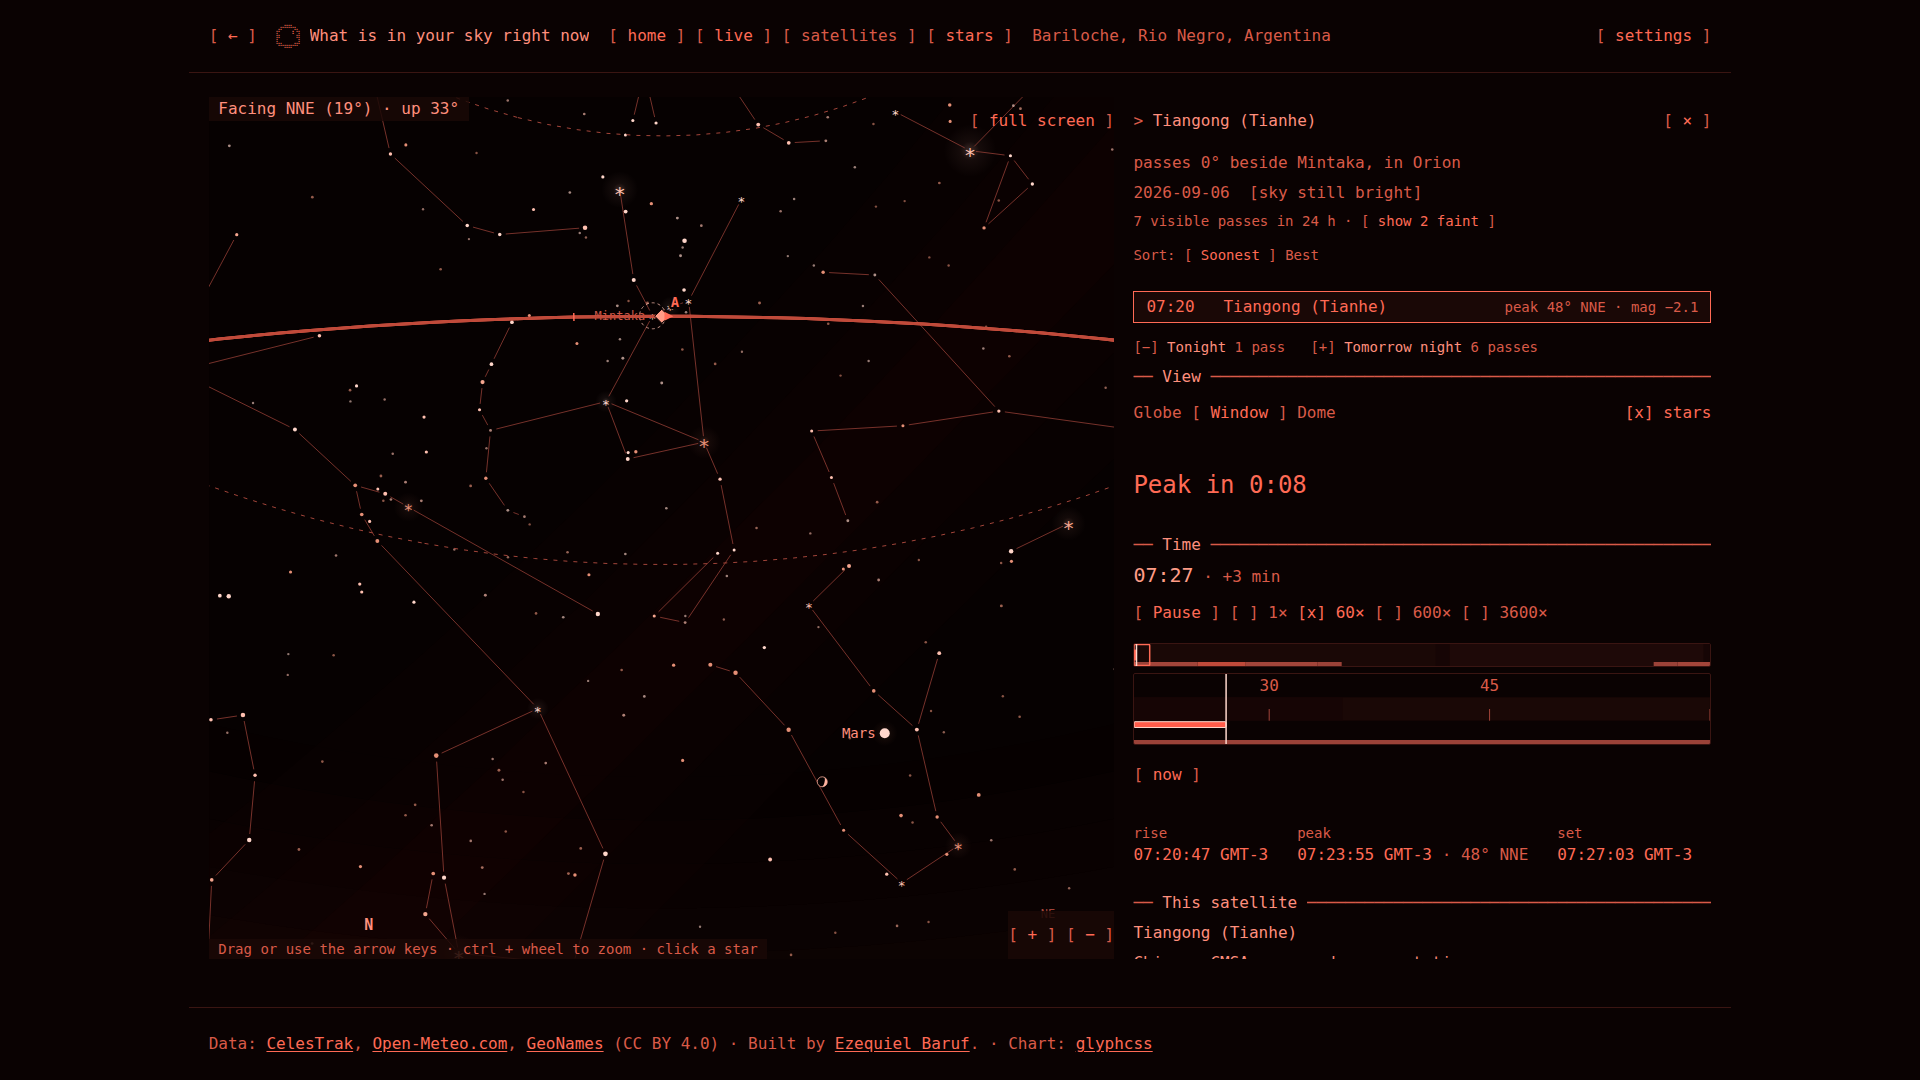 [ ← ] What is in your sky right now [ home ] [ live ] [ satellites ] [ stars ] Bariloche, Rio Negro, Argentina [ settings ]
Facing NNE (19°) · up 33°
[ full screen ]
A
Mintaka
Mars
N
NE
Drag or use the arrow keys · ctrl + wheel to zoom · click a star
[ + ] [ − ]
> Tiangong (Tianhe) [ × ]
passes 0° beside Mintaka, in Orion
2026-09-06 [sky still bright]
7 visible passes in 24 h · [ show 2 faint ]
Sort: [ Soonest ] Best
07:20 Tiangong (Tianhe) peak 48° NNE · mag −2.1
[−] Tonight 1 pass [+] Tomorrow night 6 passes
View
Globe [ Window ] Dome [x] stars
Peak in 0:08
Time
07:27 · +3 min
[ Pause ] [ ] 1× [x] 60× [ ] 600× [ ] 3600×
30 45
[ now ]
rise peak set
07:20:47 GMT-3 07:23:55 GMT-3 · 48° NNE 07:27:03 GMT-3
This satellite
Tiangong (Tianhe)
Data: CelesTrak, Open-Meteo.com, GeoNames (CC BY 4.0) · Built by Ezequiel Baruf. · Chart: glyphcss